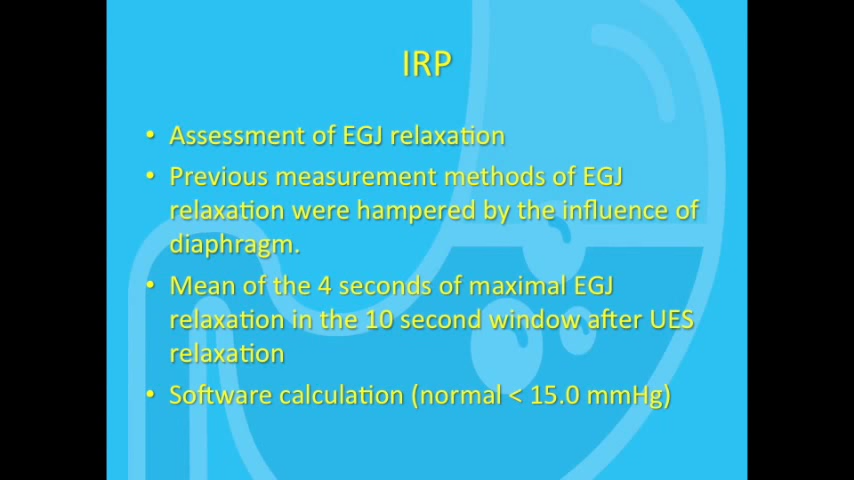 IRP
• Assessment of EGJ relaxation
• Previous measurement methods of EGJ
relaxation were hampered by the influence of
diaphragm.
• Mean of the 4 seconds of maximal EGJ
relaxation in the 10 second window after UES
relaxation
• Software calculation (normal < 15.0 mmHg)